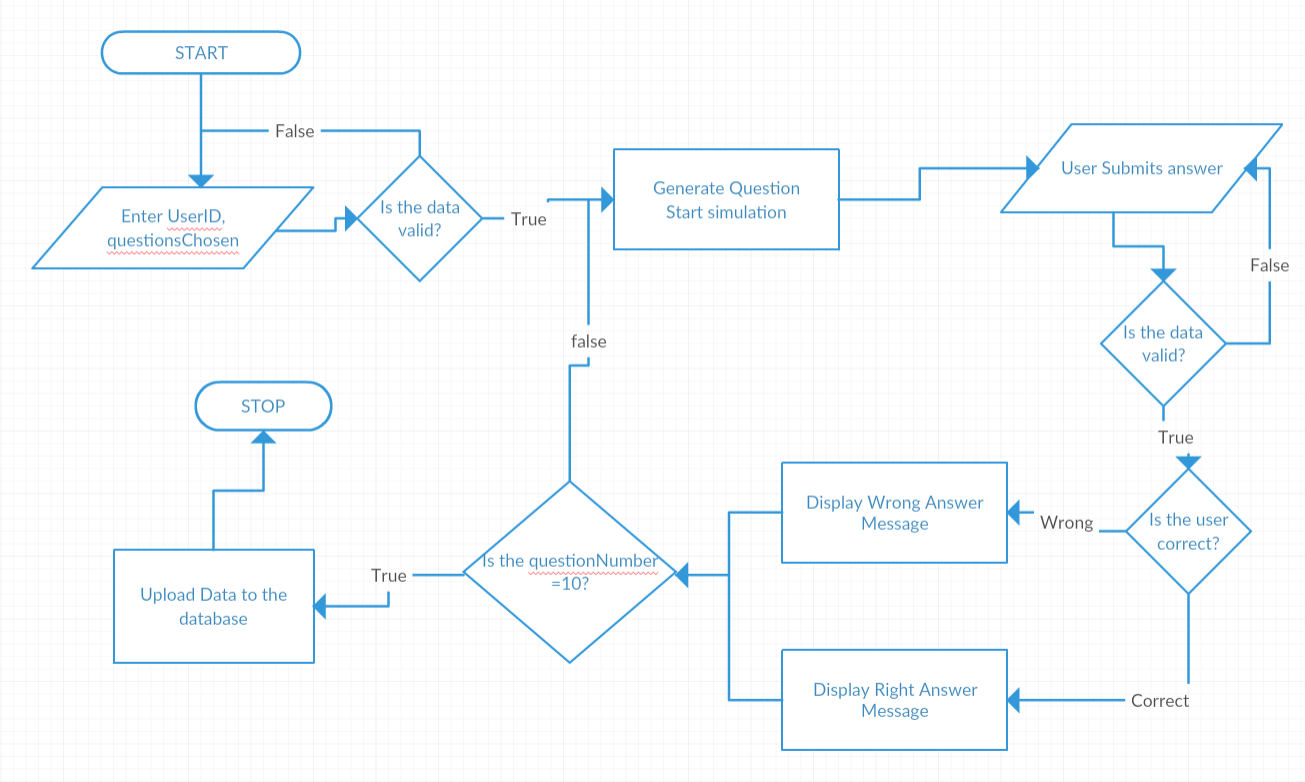 START
False
Enter UserID,
questionsChosen
Is the data
valid?
True
Generate Question
Start simulation
User Submits answer
False
Is the data
valid?
True
false
STOP
Is the user
correct?
Wrong
Display Wrong Answer
Message
Is the questionNumber
=10?
True
Upload Data to the
database
Display Right Answer
Message
Correct